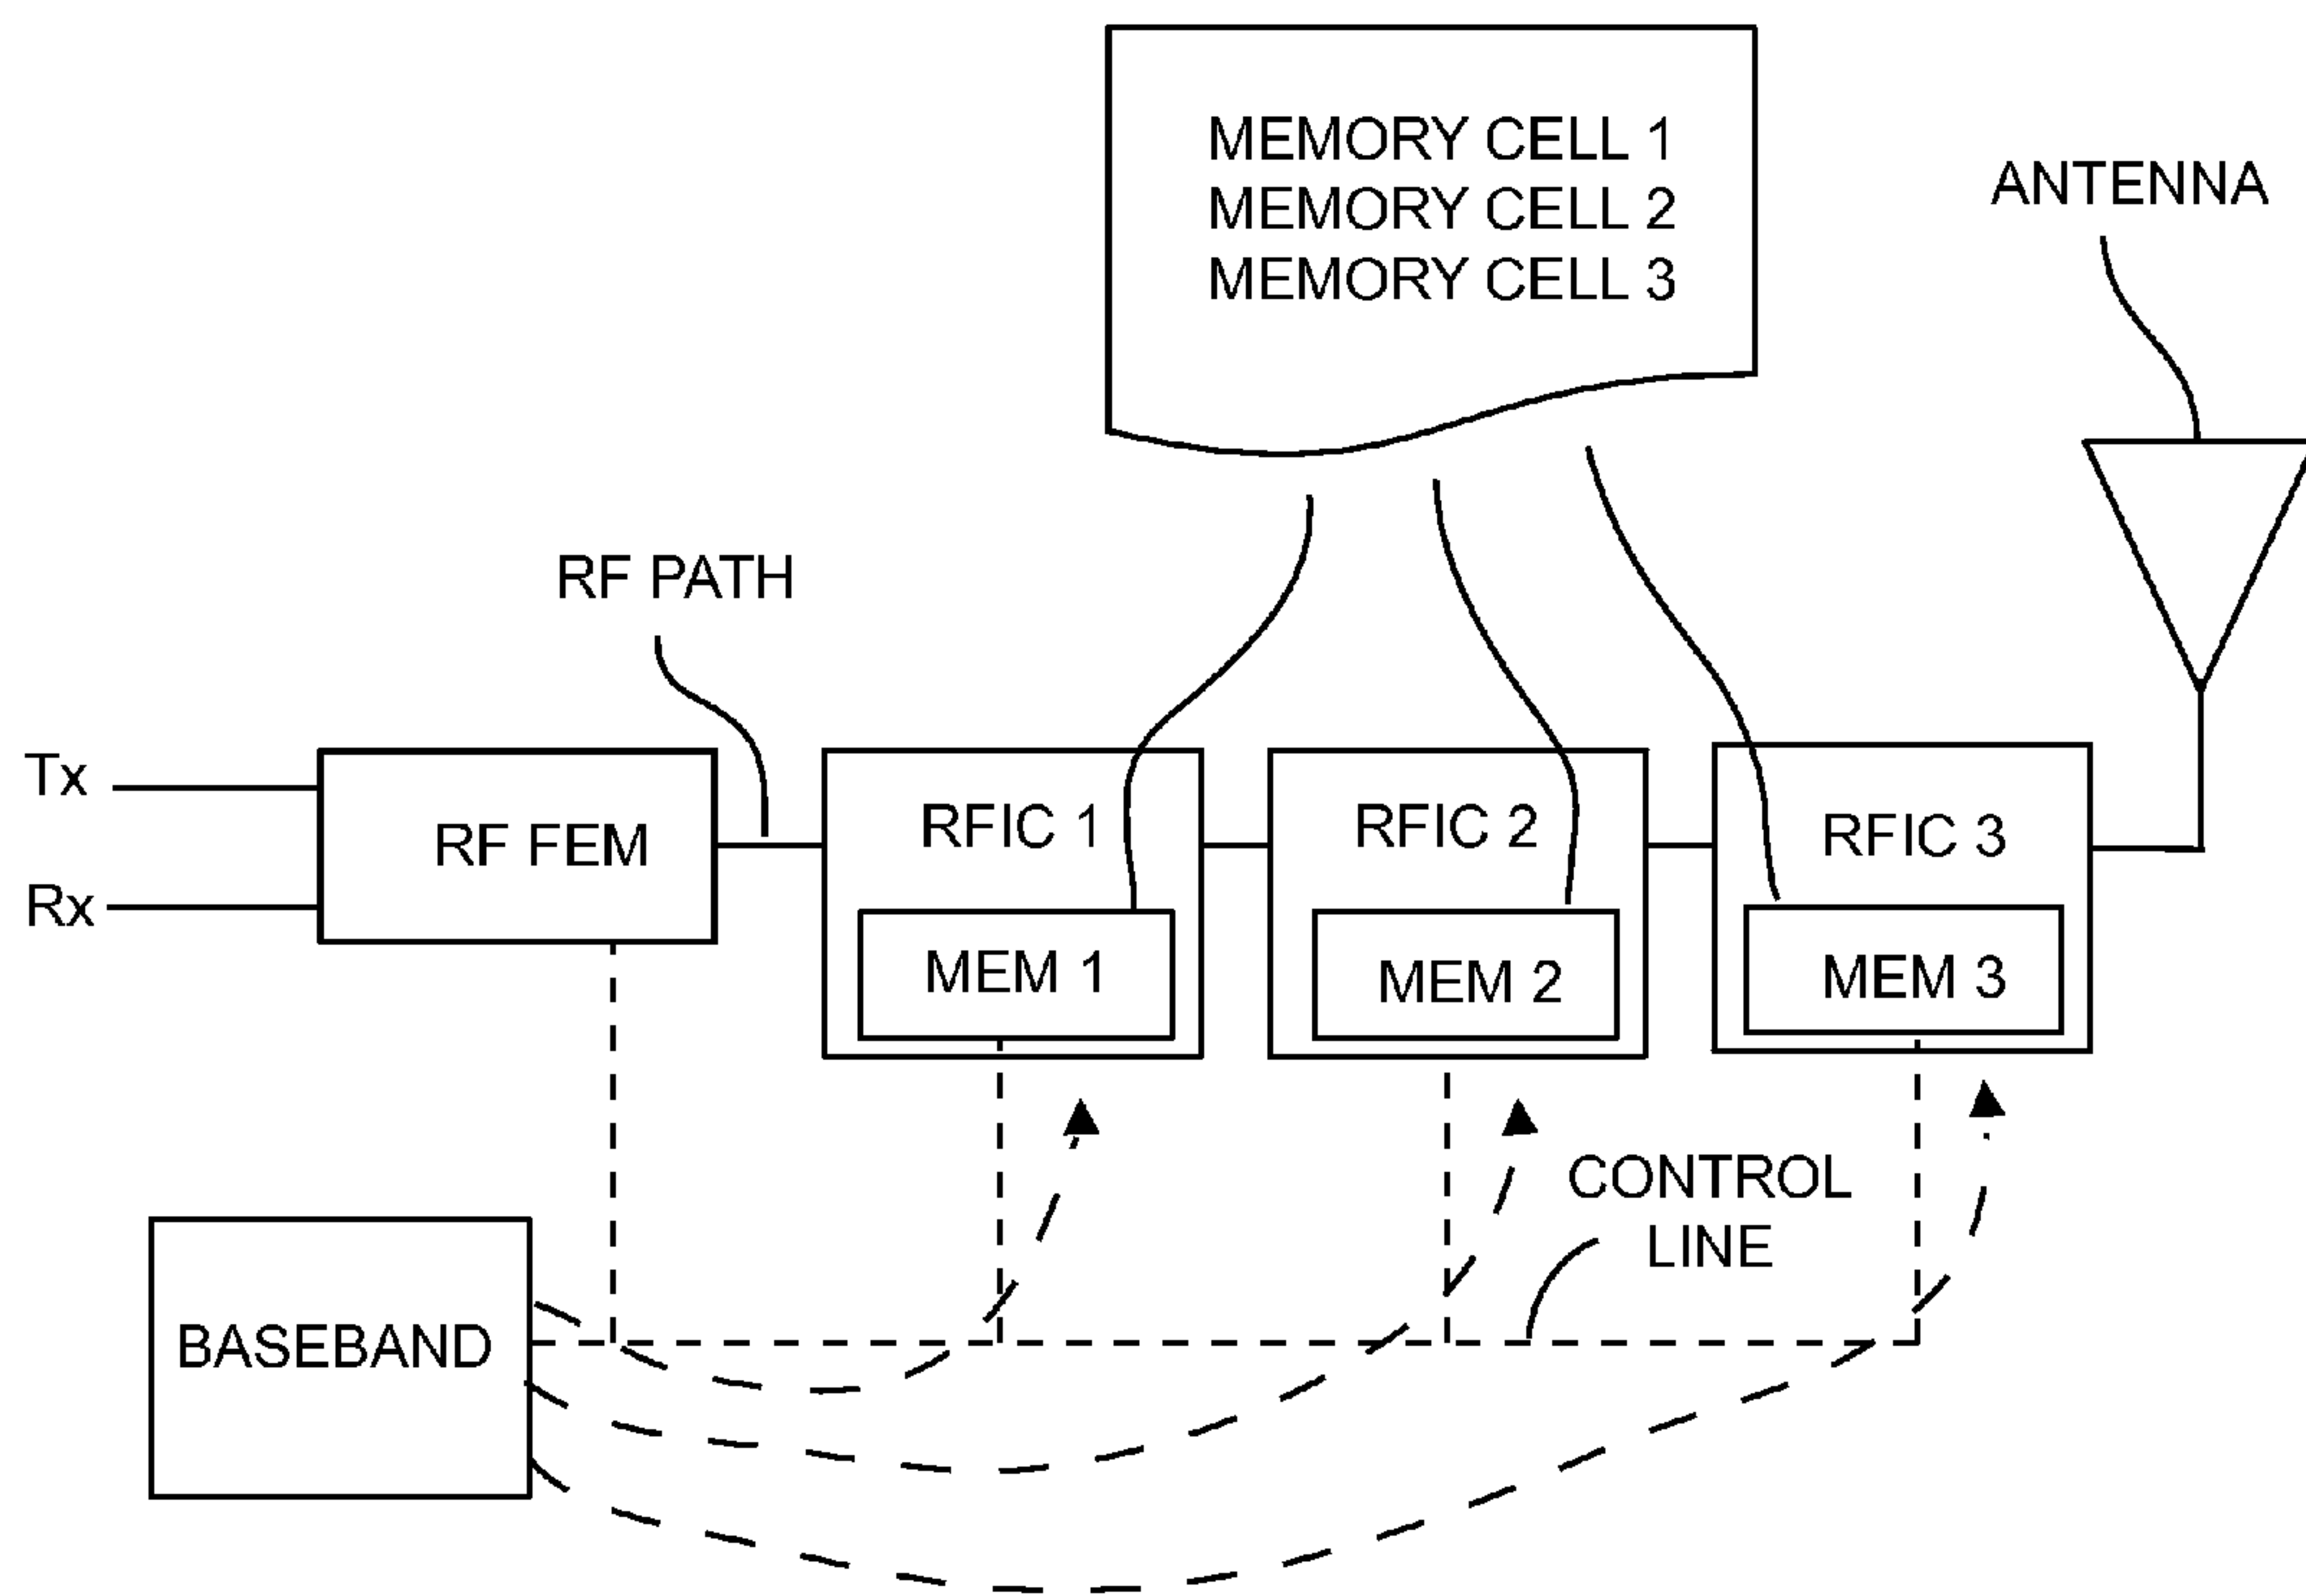 MEMORY CELL 1
MEMORY CELL 2
MEMORY CELL 3
ANTENNA
RF PATH
Tx
Rx
RF FEM
RFIC 1
MEM 1
RFIC 2
MEM 2
RFIC 3
MEM 3
CONTROL
LINE
BASEBAND